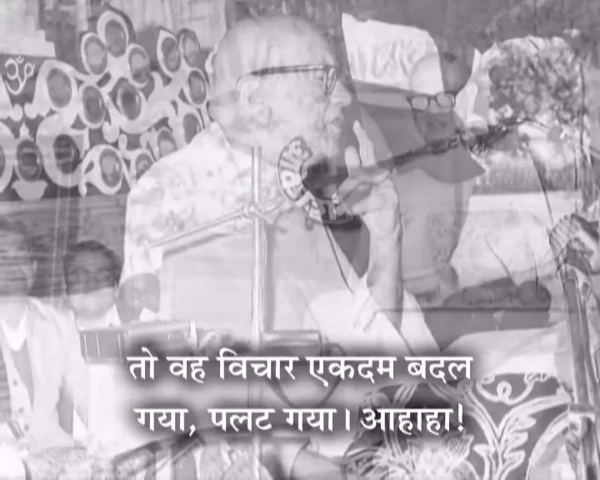 ॐ
तो वह विचार एकदम बदल
गया, पलट गया। आहाहा!